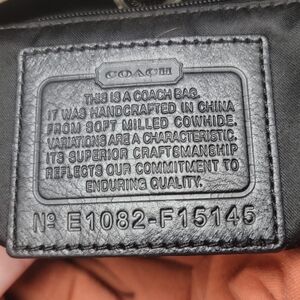 COACH
THIS IS A COACH BAG.
IT WAS HANDCRAFTED IN CHINA
FROM SOFT MILLED COWHIDE.
VARIATIONS ARE A CHARACTERISTIC.
ITS SUPERIOR CRAFTSMANSHIP
REFLECTS OUR COMMITMENT TO
ENDURING QUALITY.
Nº E1082-F15145